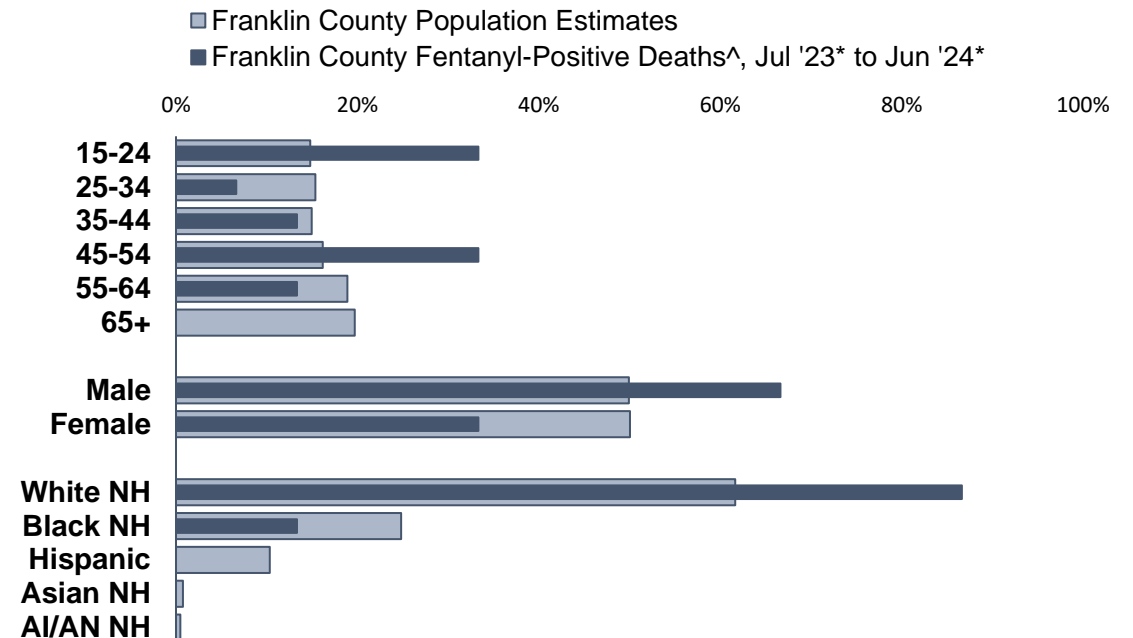 Franklin County Population Estimates
Franklin County Fentanyl-Positive Deaths^, Jul '23* to Jun '24*
0% 20% 40% 60% 80% 100%
15-24
25-34
35-44
45-54
55-64
65+
Male
Female
White NH
Black NH
Hispanic
Asian NH
AI/AN NH